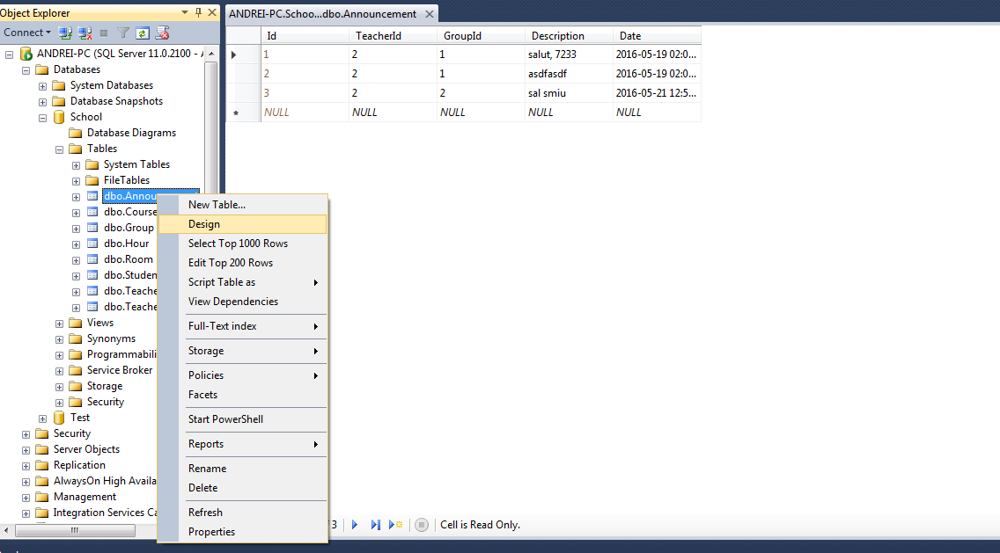 Object Explorer
Connect
ANDREI-PC (SQL Server 11.0.2100 - A
Databases
System Databases
Database Snapshots
School
Database Diagrams
Tables
System Tables
FileTables
dbo.Annou
dbo.Course
dbo.Group
dbo.Hour
dbo.Room
dbo.Studen
dbo.Teache
dbo.Teache
Views
Synonyms
Programmabili
Service Broker
Storage
Security
Test
Security
Server Objects
Replication
AlwaysOn High Availa
Management
Integration Services Ca
New Table...
Design
Select Top 1000 Rows
Edit Top 200 Rows
Script Table as
View Dependencies
Full-Text index
Storage
Policies
Facets
Start PowerShell
Reports
Rename
Delete
Refresh
Properties
ANDREI-PC.Schoo...dbo.Announcement
Id TeacherId GroupId Description Date
1 2 1 salut, 7233 2016-05-19 02:0...
2 2 1 asdfasdf 2016-05-19 02:0...
3 2 2 sal smiu 2016-05-21 12:5...
NULL NULL NULL NULL NULL
3 Cell is Read Only.